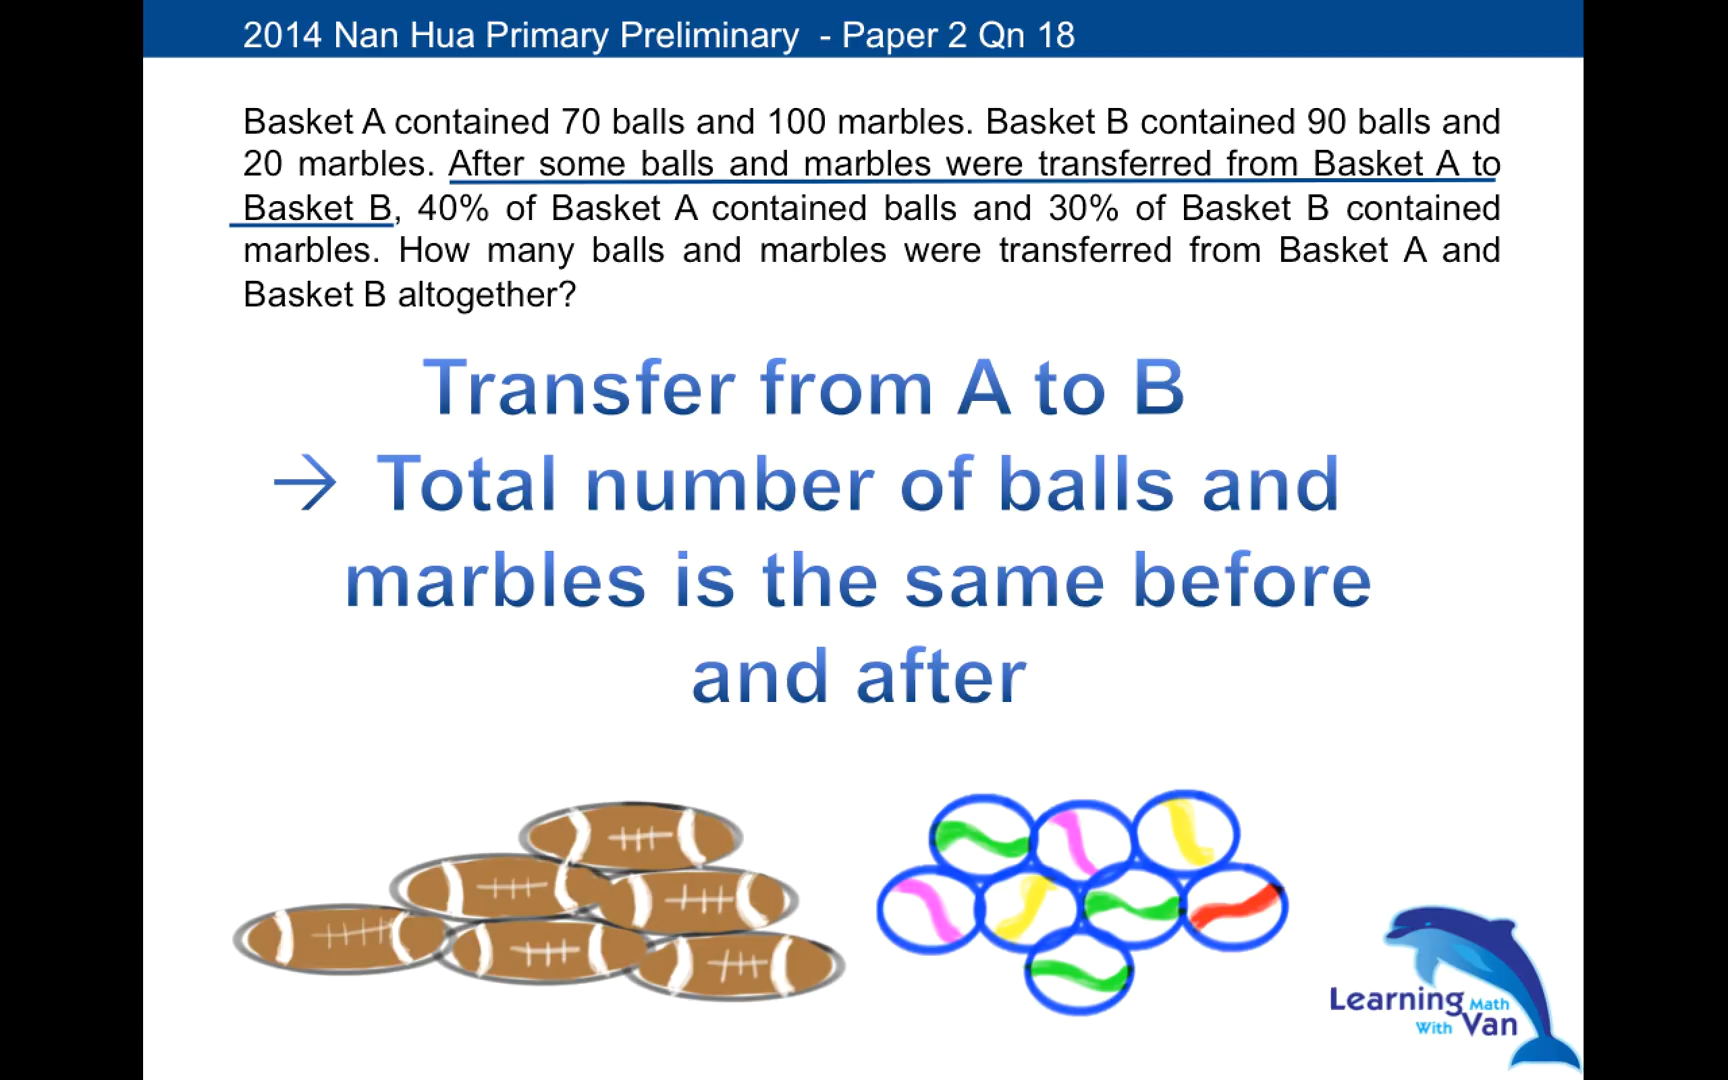 2014 Nan Hua Primary Preliminary - Paper 2 Qn 18
Basket A contained 70 balls and 100 marbles. Basket B contained 90 balls and
20 marbles. After some balls and marbles were transferred from Basket A to
Basket B, 40% of Basket A contained balls and 30% of Basket B contained
marbles. How many balls and marbles were transferred from Basket A and
Basket B altogether?
Transfer from A to B
→ Total number of balls and
marbles is the same before
and after
Learning Math
With Van